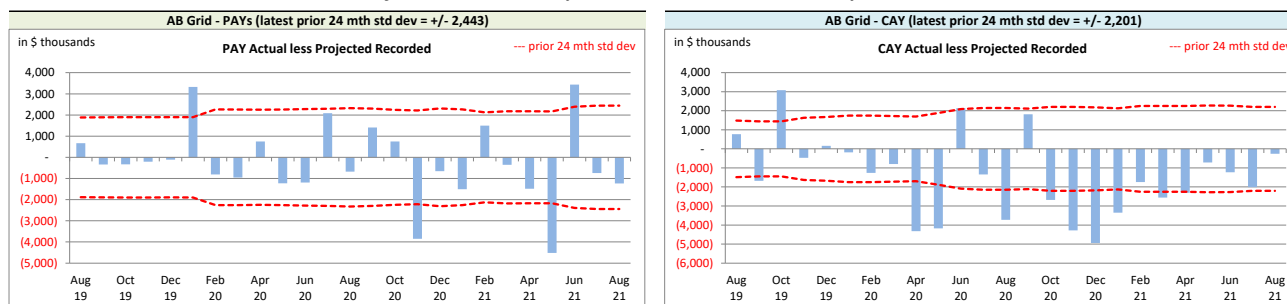 AB Grid - PAYs (latest prior 24 mth std dev = +/- 2,443)
in $ thousands
PAY Actual less Projected Recorded
--- prior 24 mth std dev
4,000
3,000
2,000
1,000
-
(1,000)
(2,000)
(3,000)
(4,000)
(5,000)
Aug Oct Dec Feb Apr Jun Aug Oct Dec Feb Apr Jun Aug
19 19 19 20 20 20 20 20 20 21 21 21 21
AB Grid - CAY (latest prior 24 mth std dev = +/- 2,201)
in $ thousands
CAY Actual less Projected Recorded
--- prior 24 mth std dev
4,000
3,000
2,000
1,000
-
(1,000)
(2,000)
(3,000)
(4,000)
(5,000)
(6,000)
Aug Oct Dec Feb Apr Jun Aug Oct Dec Feb Apr Jun Aug
19 19 19 20 20 20 20 20 20 21 21 21 21